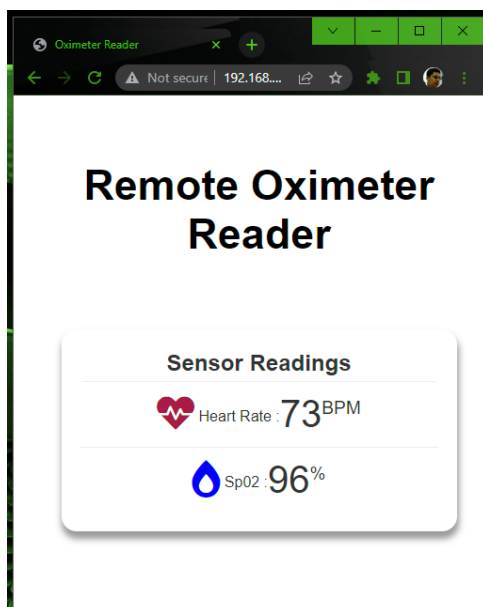 Oximeter Reader
Not secure 192.168....
Remote Oximeter
Reader
Sensor Readings
Heart Rate :73BPM
Sp02 :96%